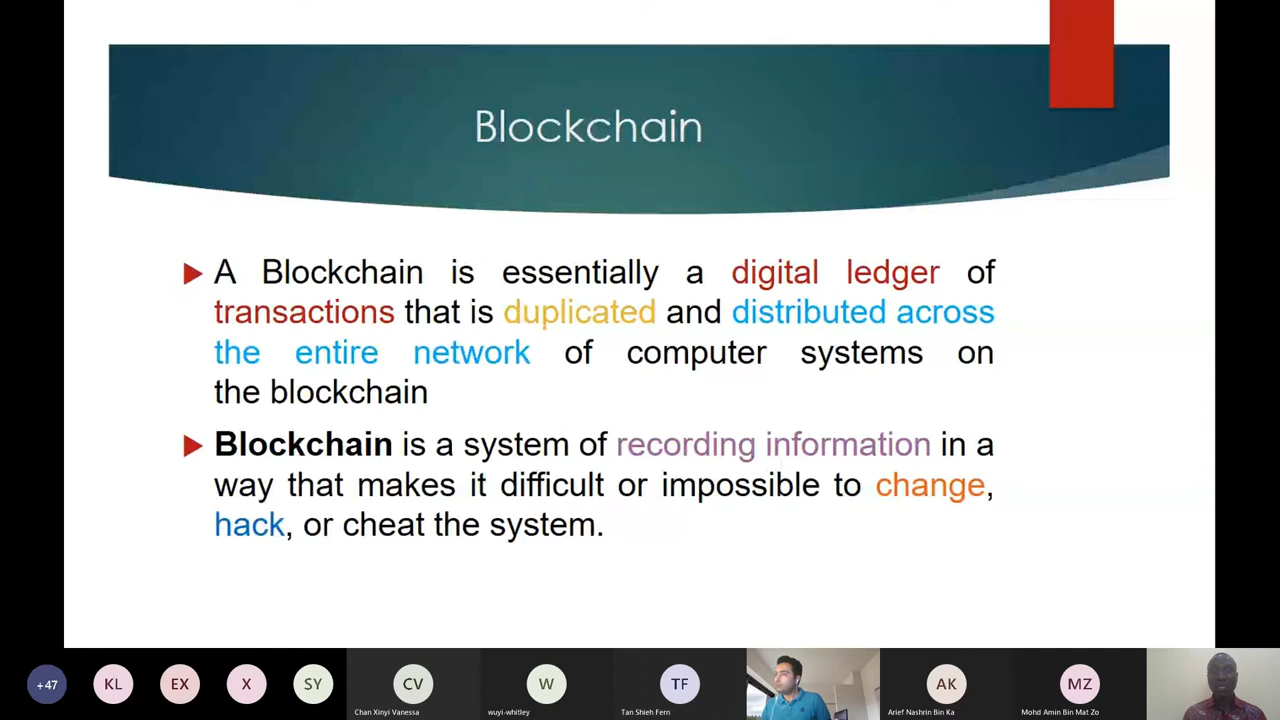 Blockchain
A Blockchain is essentially a digital ledger of
transactions that is duplicated and distributed across
the entire network of computer systems on
the blockchain
Blockchain is a system of recording information in a
way that makes it difficult or impossible to change,
hack, or cheat the system.
+47
KL
EX
X
SY
CV
Chan Xinyi Vanessa
W
wuyi-whitley
TF
Tan Shieh Fern
AK
Arief Nashrin Bin Ka
MZ
Mohd Amin Bin Mat Zo